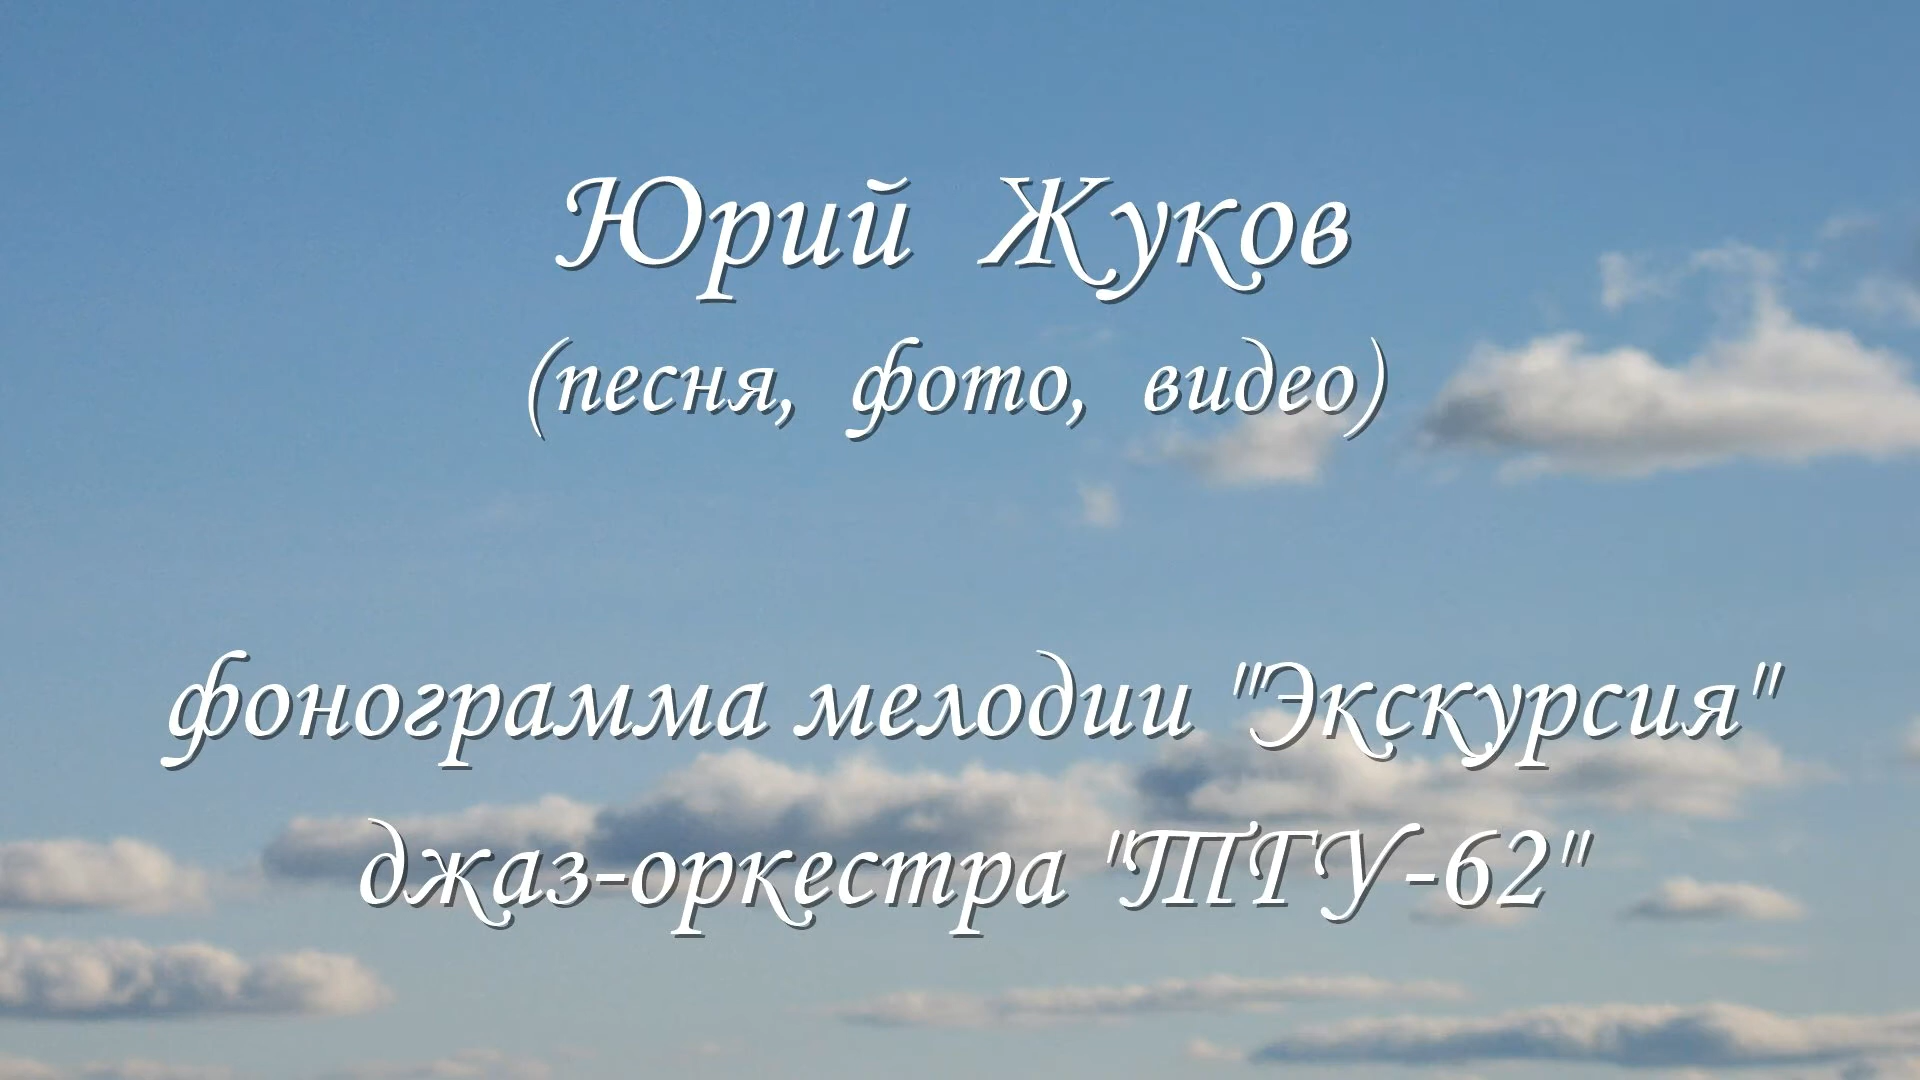 Юрий Жуков
(песня, фото, видео)
фонограмма мелодии "Экскурсия"
джаз-оркестра "ТГУ-62"